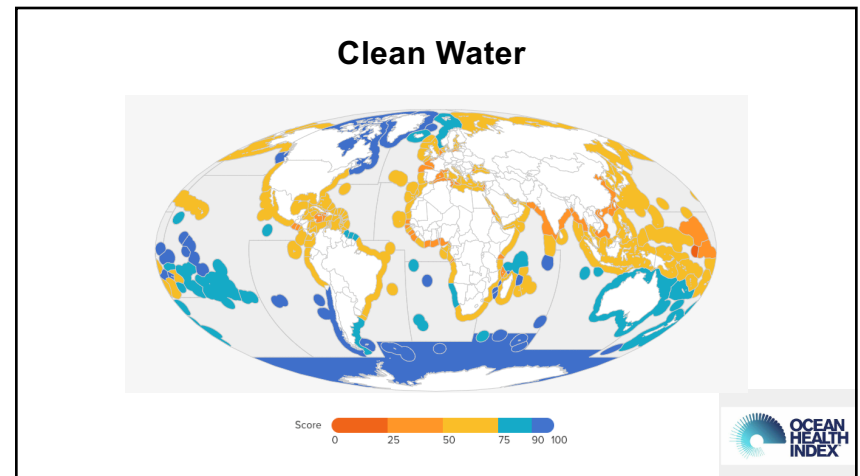 Clean Water
Score
0 25 50 75 90 100
OCEAN
HEALTH
INDEX